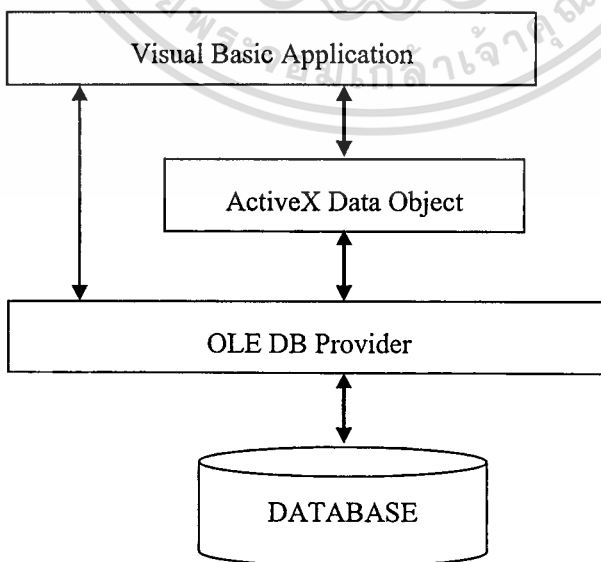 Visual Basic Application
ActiveX Data Object
OLE DB Provider
DATABASE